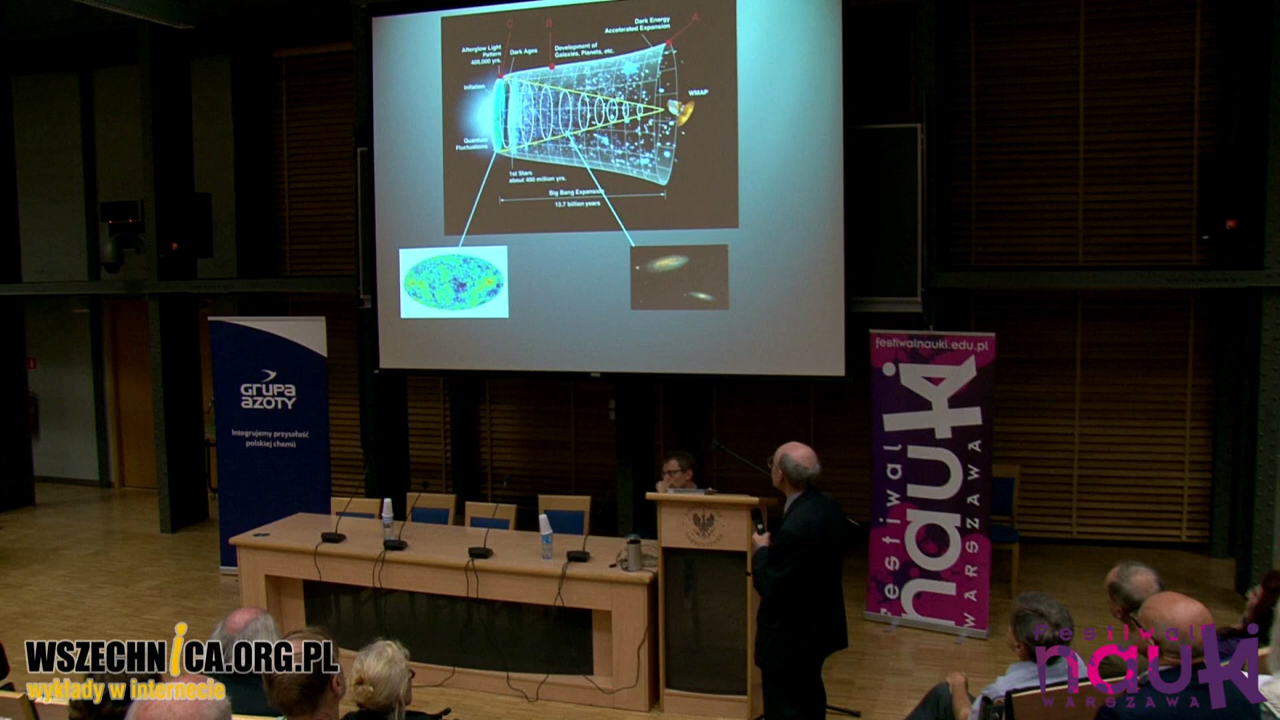 C
B
A
Dark Energy
Accelerated Expansion
Afterglow Light
Pattern
400,000 yrs.
Dark Ages
Development of
Galaxies, Planets, etc.
Inflation
WMAP
Quantum
Fluctuations
1st Stars
about 400 million yrs.
Big Bang Expansion
13.7 billion years
GRUPA
AZOTY
Integrujemy przyszłość
polskiej chemii
festiwalnauki.edu.pl
festiwal
nauki
WARSZAWA
WSZECHNiCA.ORG.PL
wykłady w internecie
festiwal
nauki
WARSZAWA